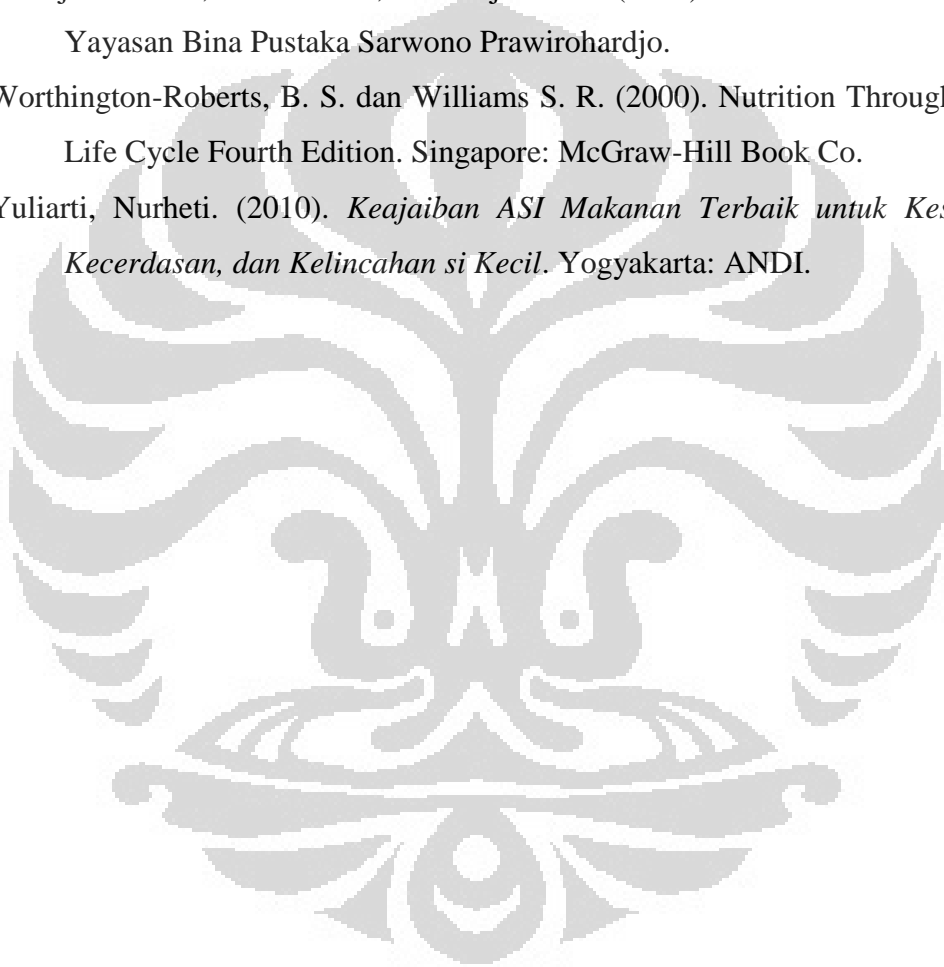 Yayasan Bina Pustaka Sarwono Prawirohardjo.
Worthington-Roberts, B. S. dan Williams S. R. (2000). Nutrition Through
Life Cycle Fourth Edition. Singapore: McGraw-Hill Book Co.
Yuliarti, Nurheti. (2010). Keajaiban ASI Makanan Terbaik untuk Kes
Kecerdasan, dan Kelincahan si Kecil. Yogyakarta: ANDI.